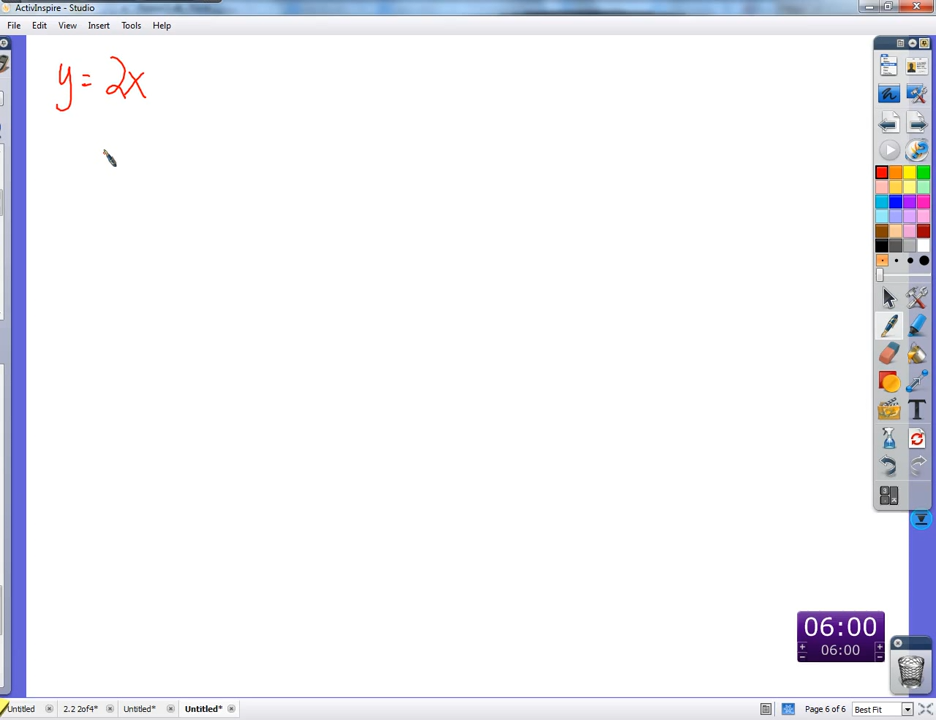 ActivInspire - Studio
File Edit View Insert Tools Help
y = 2x
06:00
06:00
Untitled 2.2 2of4* Untitled* Untitled* Page 6 of 6 Best Fit